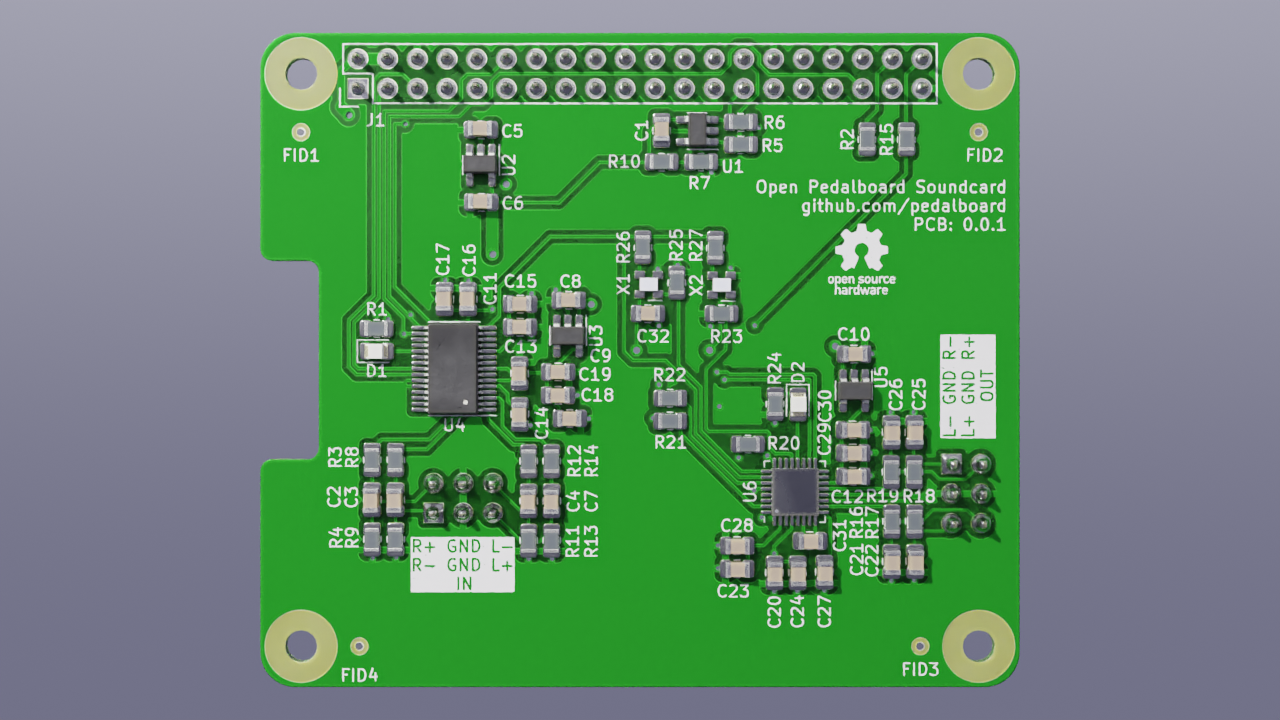 J1
FID1
FID2
C5
U2
C6
C1
R6
R5
U1
R10
R7
R2
R15
Open Pedalboard Soundcard
github.com/pedalboard
PCB: 0.0.1
open source
hardware
C17
C16
C11
C15
C8
R26
R25
R27
X1
X2
C32
R23
R1
D1
C13
U3
C9
C19
C18
C14
U4
R22
R21
R24
D2
C10
U5
C30
C29
C26
C25
L- GND R-
L+ GND R+
OUT
R20
U6
C12
R19
R18
R3
R8
R12
R14
C2
C3
C4
C7
R4
R9
R11
R13
R+ GND L-
R- GND L+
IN
C28
C23
C31
R16
R17
C21
C22
C20
C24
C27
FID4
FID3